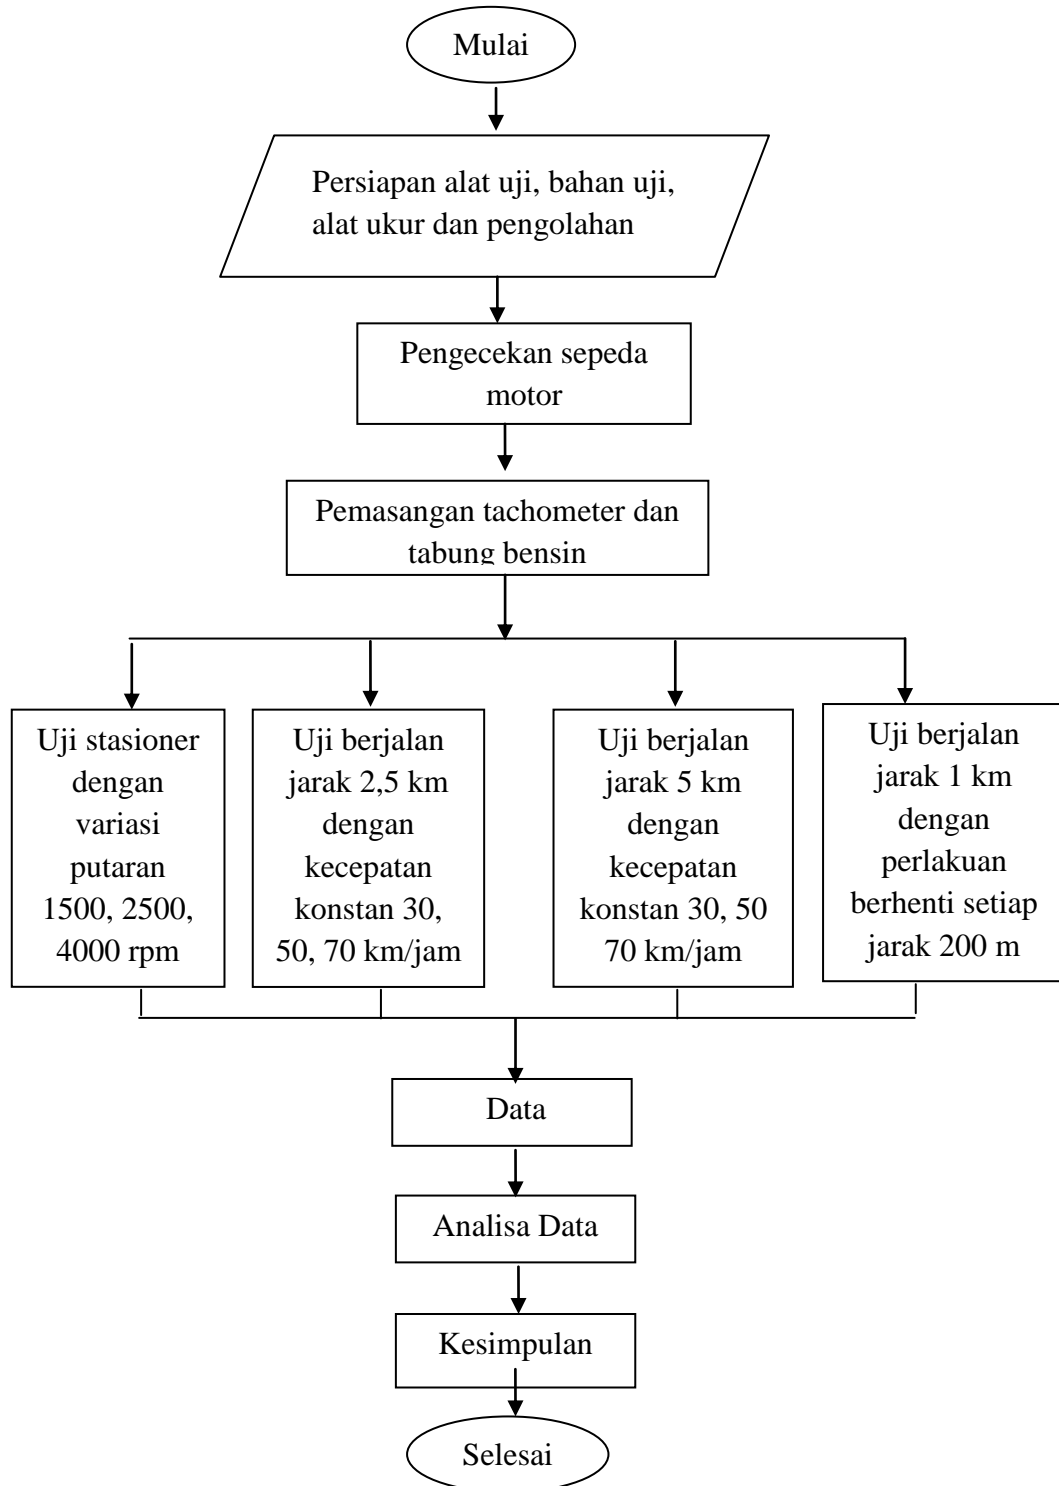 Mulai
Persiapan alat uji, bahan uji,
alat ukur dan pengolahan
Pengecekan sepeda
motor
Pemasangan tachometer dan
tabung bensin
Uji stasioner
dengan
variasi
putaran
1500, 2500,
4000 rpm
Uji berjalan
jarak 2,5 km
dengan
kecepatan
konstan 30,
50, 70 km/jam
Uji berjalan
jarak 5 km
dengan
kecepatan
konstan 30, 50
70 km/jam
Uji berjalan
jarak 1 km
dengan
perlakuan
berhenti setiap
jarak 200 m
Data
Analisa Data
Kesimpulan
Selesai